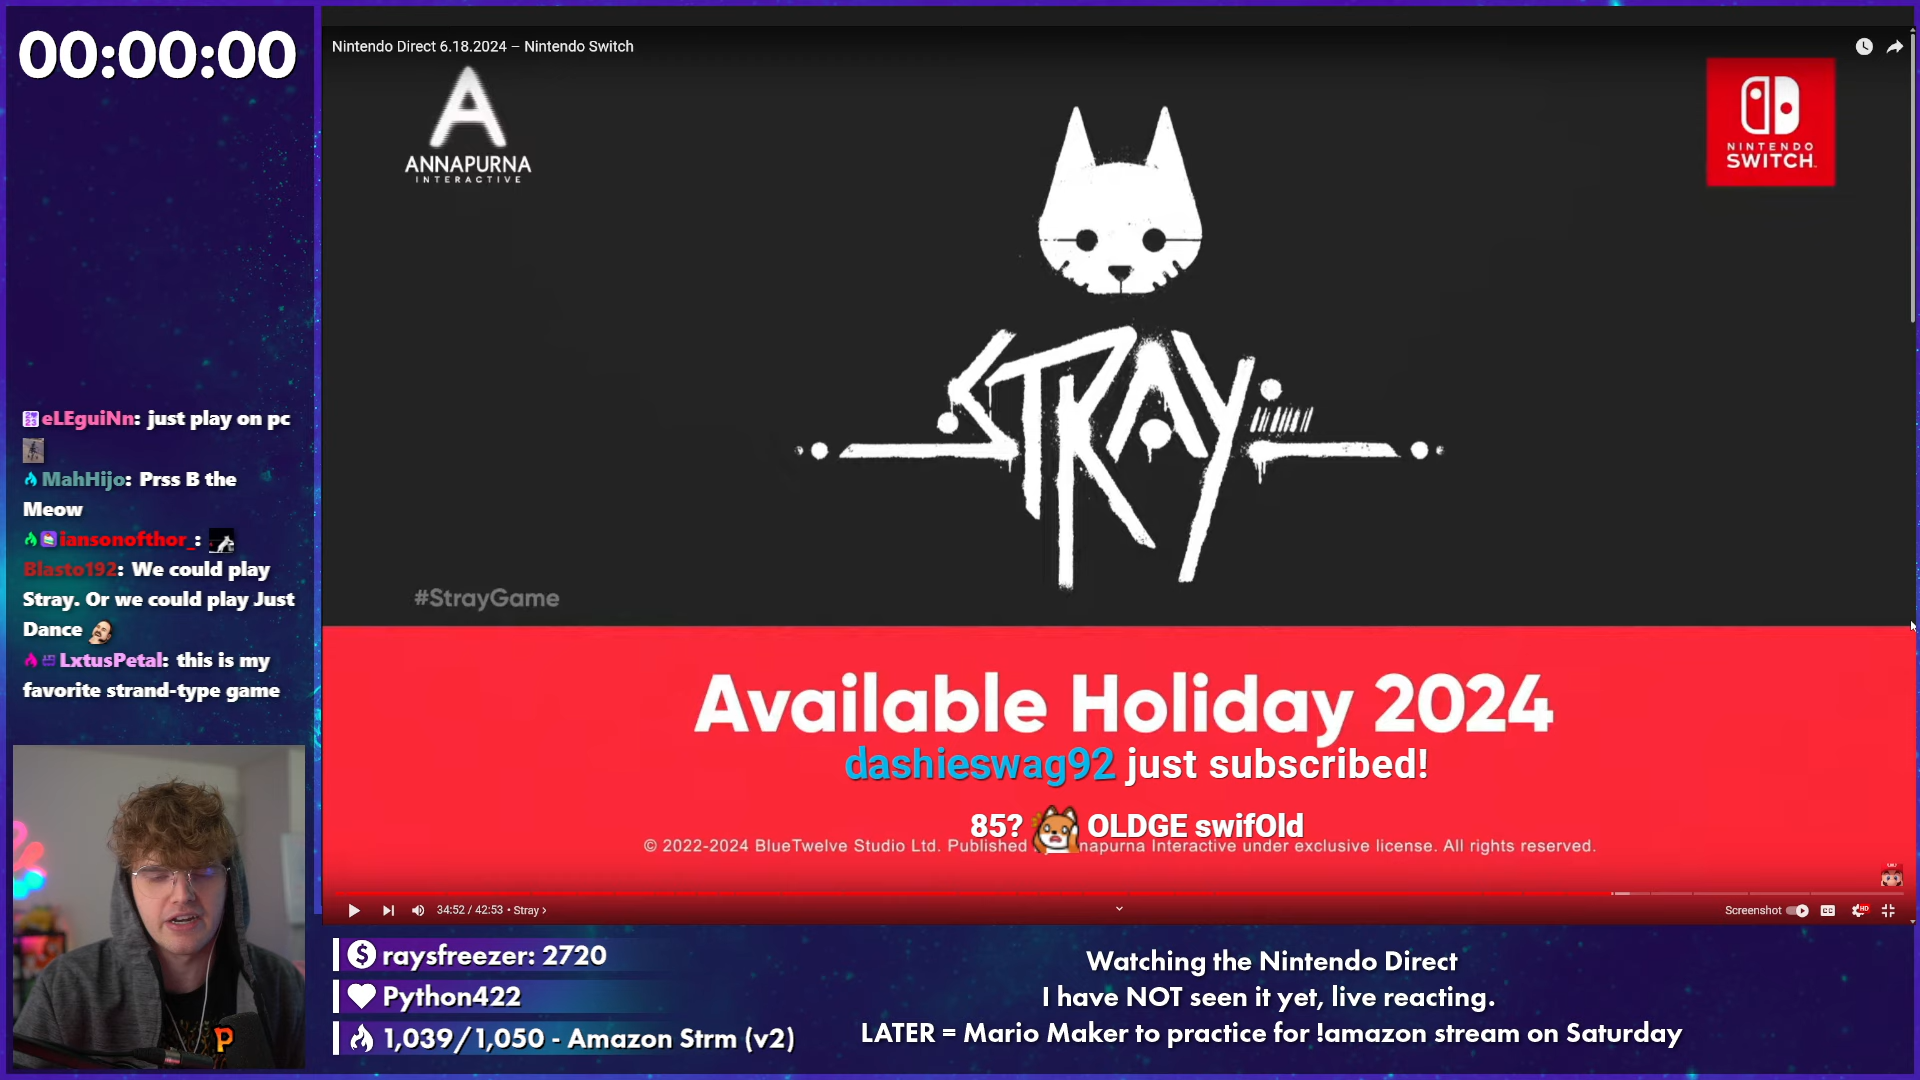 00:00:00
Nintendo Direct 6.18.2024 – Nintendo Switch
ANNAPURNA
INTERACTIVE
NINTENDO
SWITCH
STRAY
#StrayGame
eLEguiNn: just play on pc
MahHijo: Prss B the
Meow
iansonofthor_:
Blasto192: We could play
Stray. Or we could play Just
Dance
LxtusPetal: this is my
favorite strand-type game
Available Holiday 2024
dashieswag92 just subscribed!
85? OLDGE swifOld
© 2022-2024 BlueTwelve Studio Ltd. Published napurna Interactive under exclusive license. All rights reserved.
34:52 / 42:53 • Stray ›
Screenshot
CC
HD
raysfreezer: 2720
Python422
1,039/1,050 - Amazon Strm (v2)
Watching the Nintendo Direct
I have NOT seen it yet, live reacting.
LATER = Mario Maker to practice for !amazon stream on Saturday